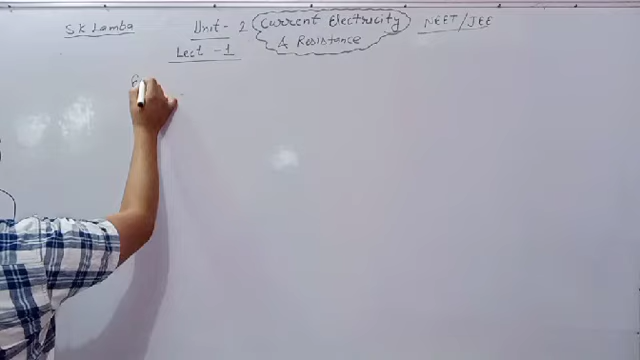 S.K Lamba
Unit - 2 Current Electricity NEET / JEE
Lect - 1 & Resistance